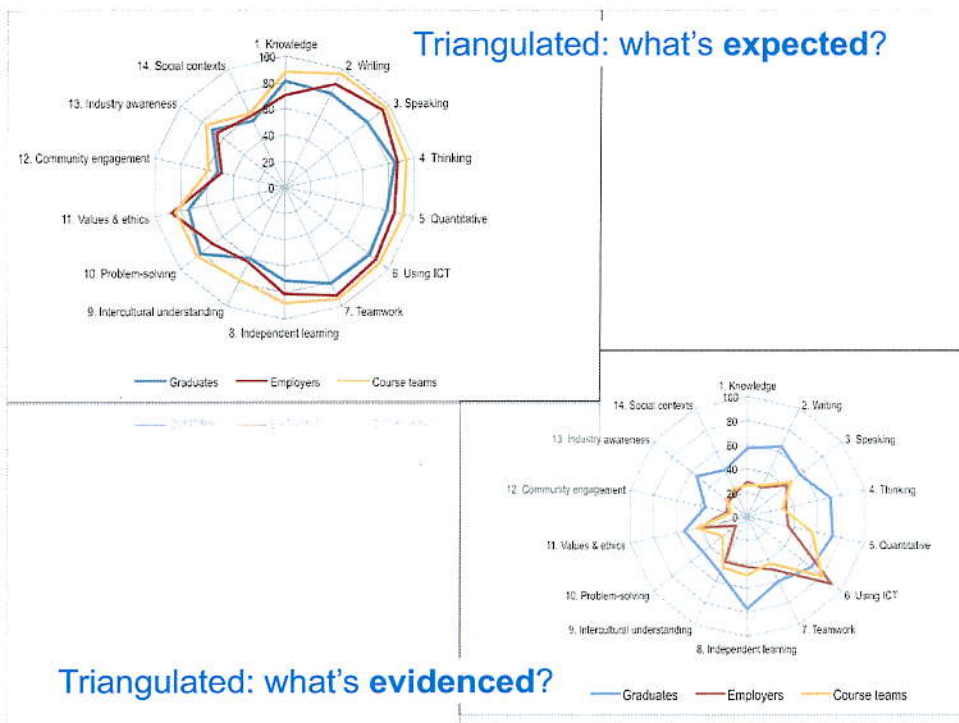 Triangulated: what's expected?
1. Knowledge
2 Writing
3. Speaking
4 Thinking
5 Quantitative
6 Using ICT
7. Teamwork
8. Independent learning
9. Intercultural understanding
10 Problem-solving
11. Values & ethics
12. Community engagement
13. Industry awareness
14. Social contexts
100
80
60
40
20
0
Graduates Employers Course teams
1. Knowledge
2. Writing
3 Speaking
4. Thinking
5. Quantitative
6 Using ICT
7. Teamwork
8. Independent learning
9. Intercultural understanding
10. Problem-solving
11. Values & ethics
12. Community engagement
13. Industry awareness
14. Social contexts
100
80
60
40
20
0
Graduates Employers Course teams
Triangulated: what's evidenced?